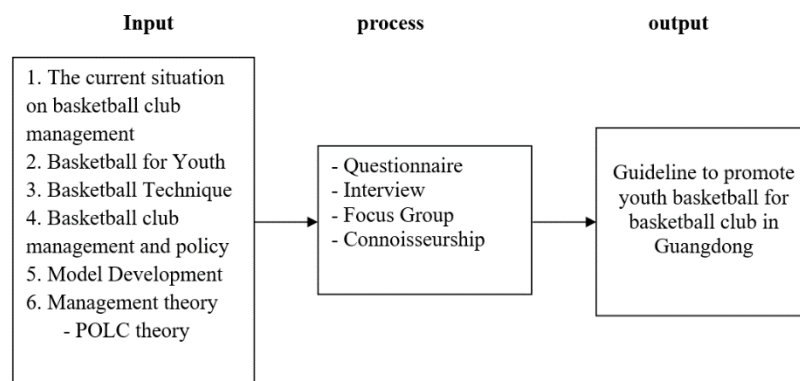 Input
process
output
1. The current situation
on basketball club
management
2. Basketball for Youth
3. Basketball Technique
4. Basketball club
management and policy
5. Model Development
6. Management theory
- POLC theory
- Questionnaire
- Interview
- Focus Group
- Connoisseurship
Guideline to promote
youth basketball for
basketball club in
Guangdong